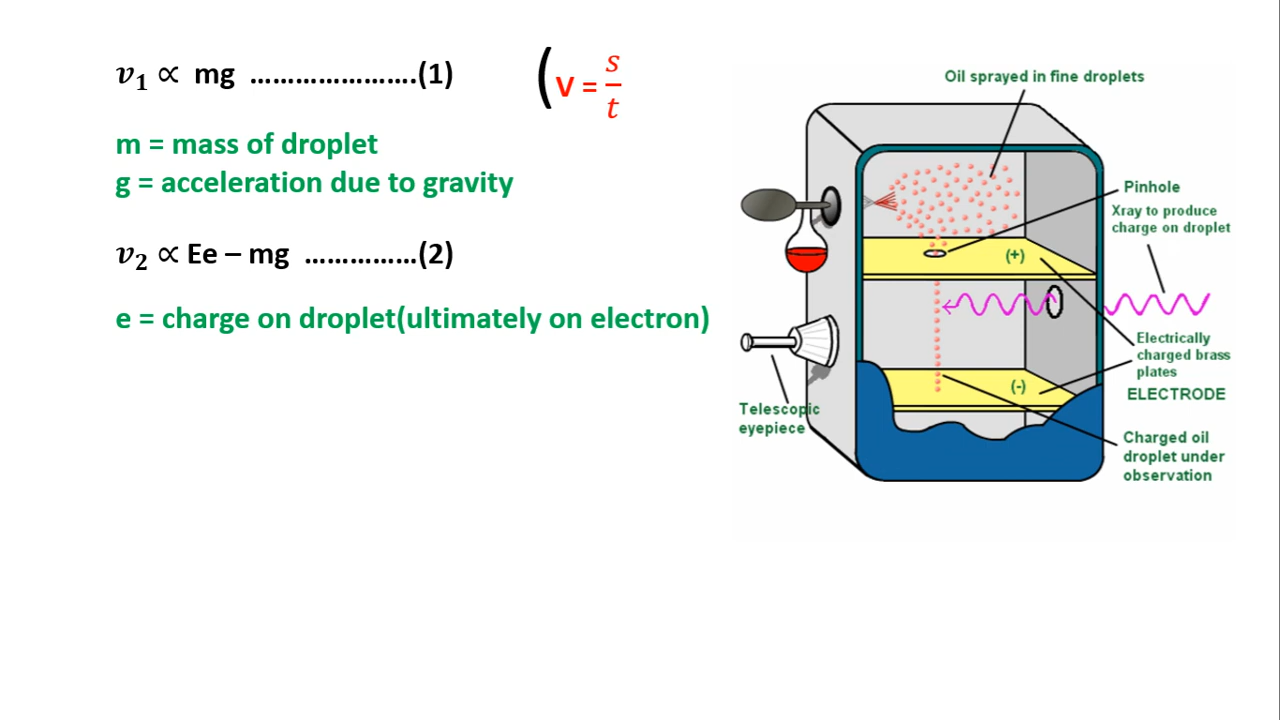 𝒗₁ ∝ mg ………………….(1)
(V = s/t
m = mass of droplet
g = acceleration due to gravity
𝒗₂ ∝ Ee – mg ……………(2)
e = charge on droplet(ultimately on electron)
Oil sprayed in fine droplets
Pinhole
Xray to produce
charge on droplet
(+)
Electrically
charged brass
plates
(-)
ELECTRODE
Telescopic
eyepiece
Charged oil
droplet under
observation